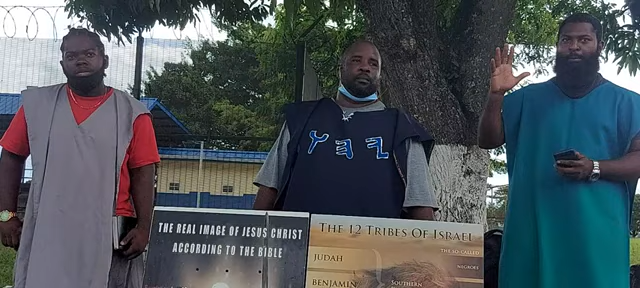 𐤉𐤄𐤅
THE REAL IMAGE OF JESUS CHRIST
ACCORDING TO THE BIBLE
THE 12 TRIBES OF ISRAEL
JUDAH
THE SO-CALLED
NEGROES
BENJAMIN
SOUTHERN